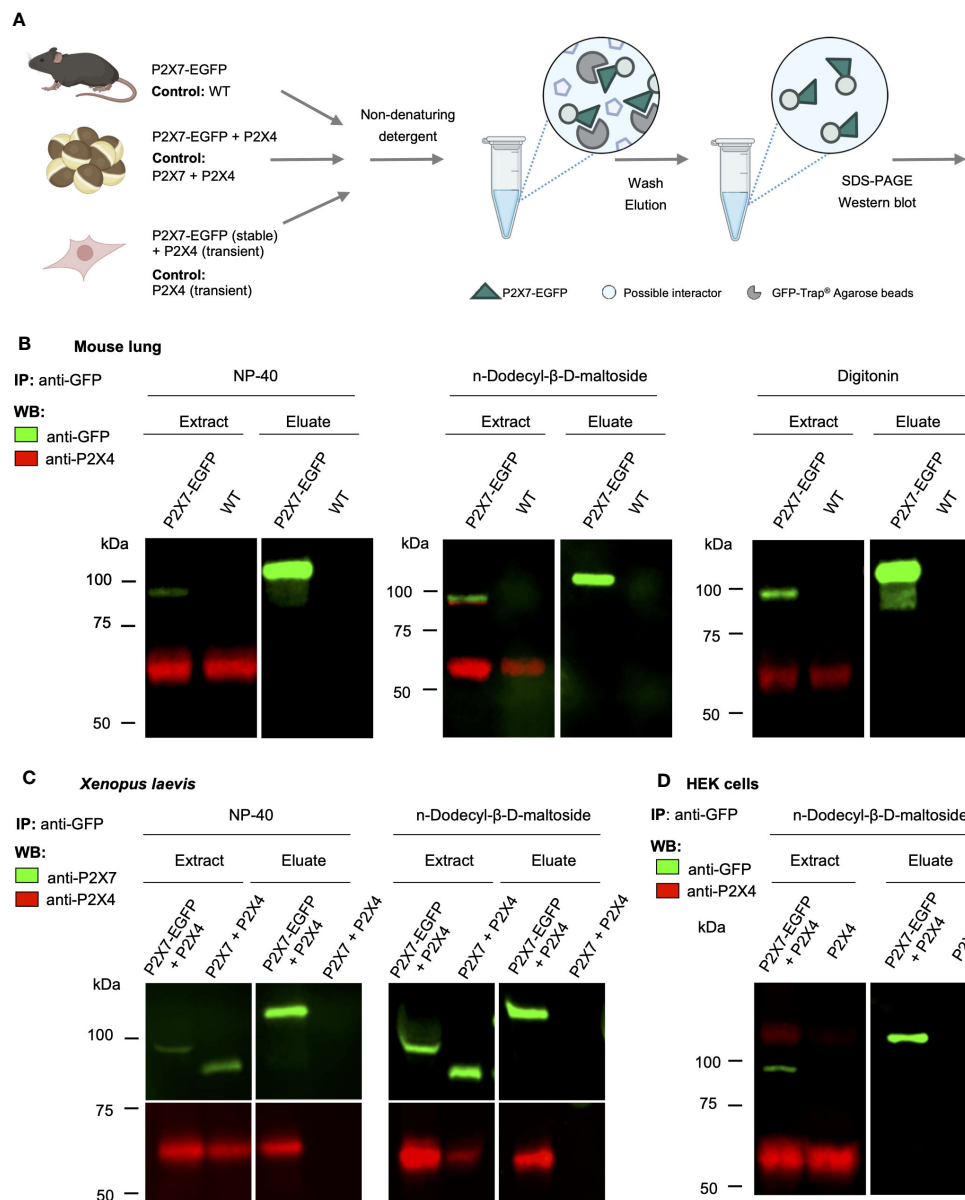 A
P2X7-EGFP
Control: WT
P2X7-EGFP + P2X4
Control:
P2X7 + P2X4
P2X7-EGFP (stable)
+ P2X4 (transient)
Control:
P2X4 (transient)
Non-denaturing
detergent
Wash
Elution
SDS-PAGE
Western blot
P2X7-EGFP
Possible interactor
GFP-Trap® Agarose beads
B Mouse lung
IP: anti-GFP
WB:
anti-GFP
anti-P2X4
NP-40
Extract Eluate
P2X7-EGFP WT P2X7-EGFP WT
kDa
100
75
50
n-Dodecyl-β-D-maltoside
Extract Eluate
P2X7-EGFP WT P2X7-EGFP WT
kDa
100
75
50
Digitonin
Extract Eluate
P2X7-EGFP WT P2X7-EGFP WT
kDa
100
75
50
C Xenopus laevis
IP: anti-GFP
WB:
anti-P2X7
anti-P2X4
NP-40
Extract Eluate
P2X7-EGFP + P2X4 P2X7 + P2X4 P2X7-EGFP + P2X4 P2X7 + P2X4
kDa
100
75
50
n-Dodecyl-β-D-maltoside
Extract Eluate
P2X7-EGFP + P2X4 P2X7 + P2X4 P2X7-EGFP + P2X4 P2X7 + P2X4
D HEK cells
IP: anti-GFP
WB:
anti-GFP
anti-P2X4
n-Dodecyl-β-D-maltoside
Extract Eluate
kDa
P2X7-EGFP + P2X4 P2X4 P2X7-EGFP + P2X4
100
75
50